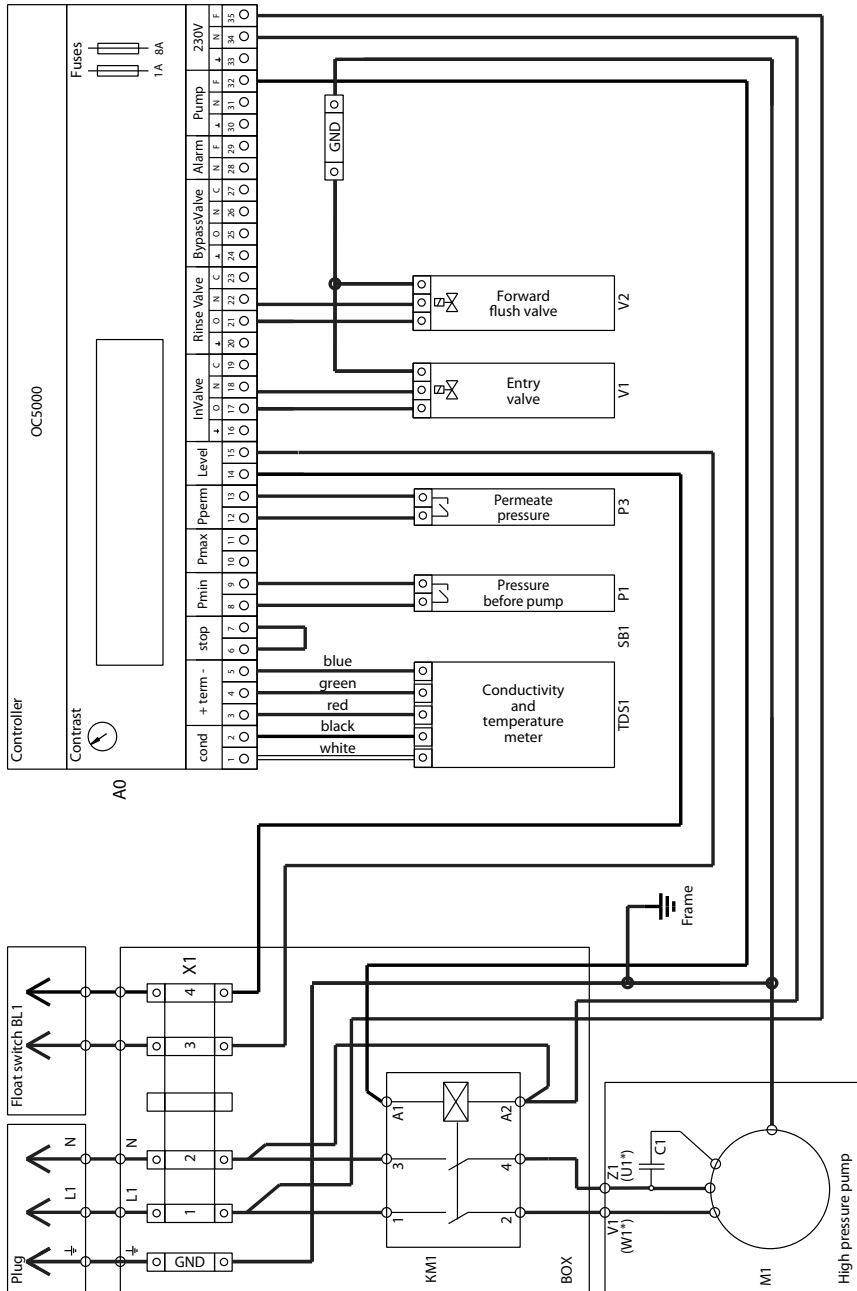 Controller
OC5000
Contrast
Fuses
1A 8A
A0
cond
+ term -
stop
Pmin
Pmax
Pperm
Level
InValve
Rinse Valve
BypassValve
Alarm
Pump
230V
O N C
O N C
O N C
N F
N F
N F
1 2 3 4 5 6 7 8 9 10 11 12 13 14 15 16 17 18 19 20 21 22 23 24 25 26 27 28 29 30 31 32 33 34 35
white
black
red
green
blue
Conductivity
and
temperature
meter
TDS1
SB1
Pressure
before pump
P1
Permeate
pressure
P3
Entry
valve
V1
Forward
flush valve
V2
GND
Plug
L1
N
Float switch BL1
L1
N
X1
GND
1
2
3
4
Frame
KM1
1
3
A1
2
4
A2
BOX
V1
(W1*)
Z1
(U1*)
C1
M1
High pressure pump